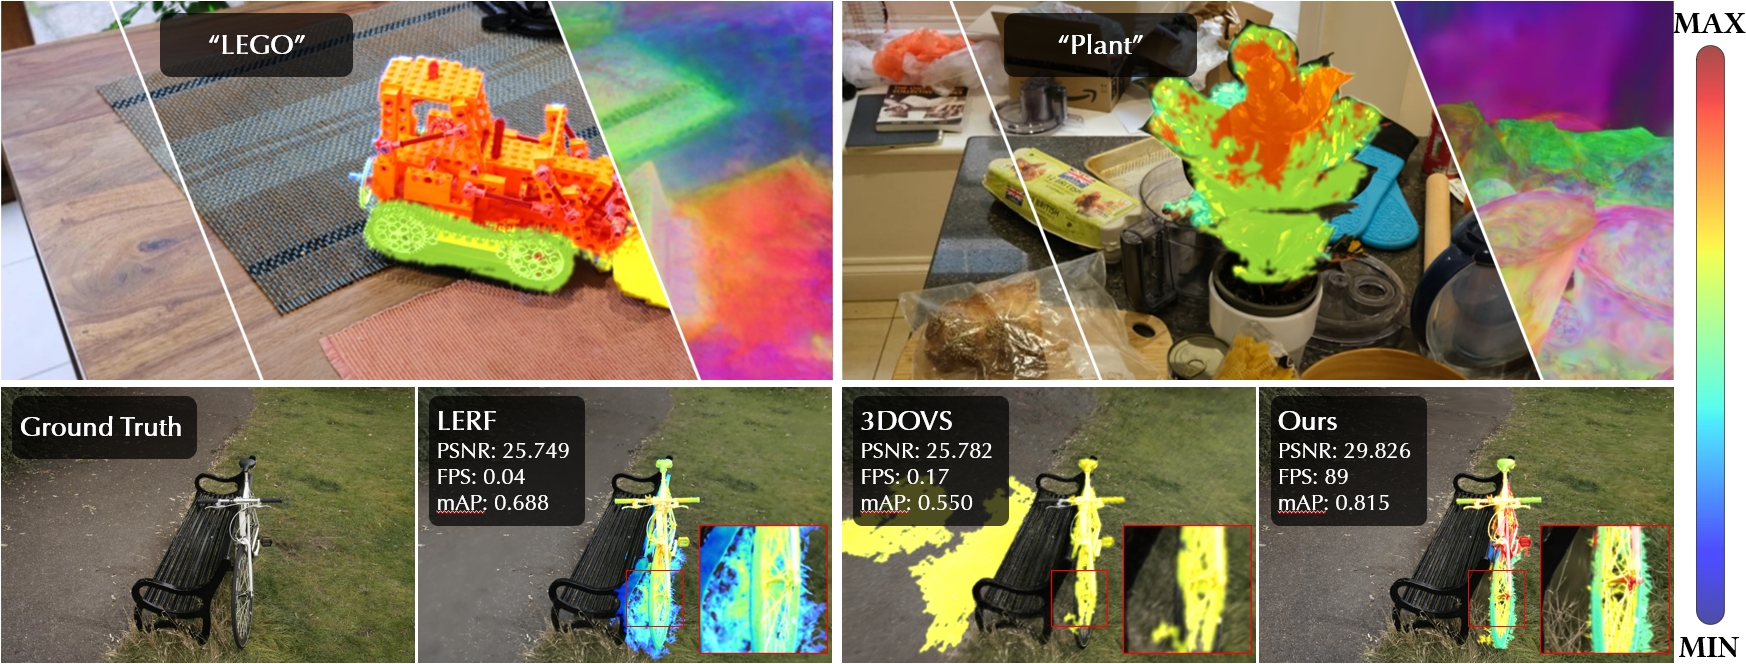 “LEGO”
“Plant”
MAX
BRITISH
Ground Truth
LERF
PSNR: 25.749
FPS: 0.04
mAP: 0.688
3DOVS
PSNR: 25.782
FPS: 0.17
mAP: 0.550
Ours
PSNR: 29.826
FPS: 89
mAP: 0.815
MIN